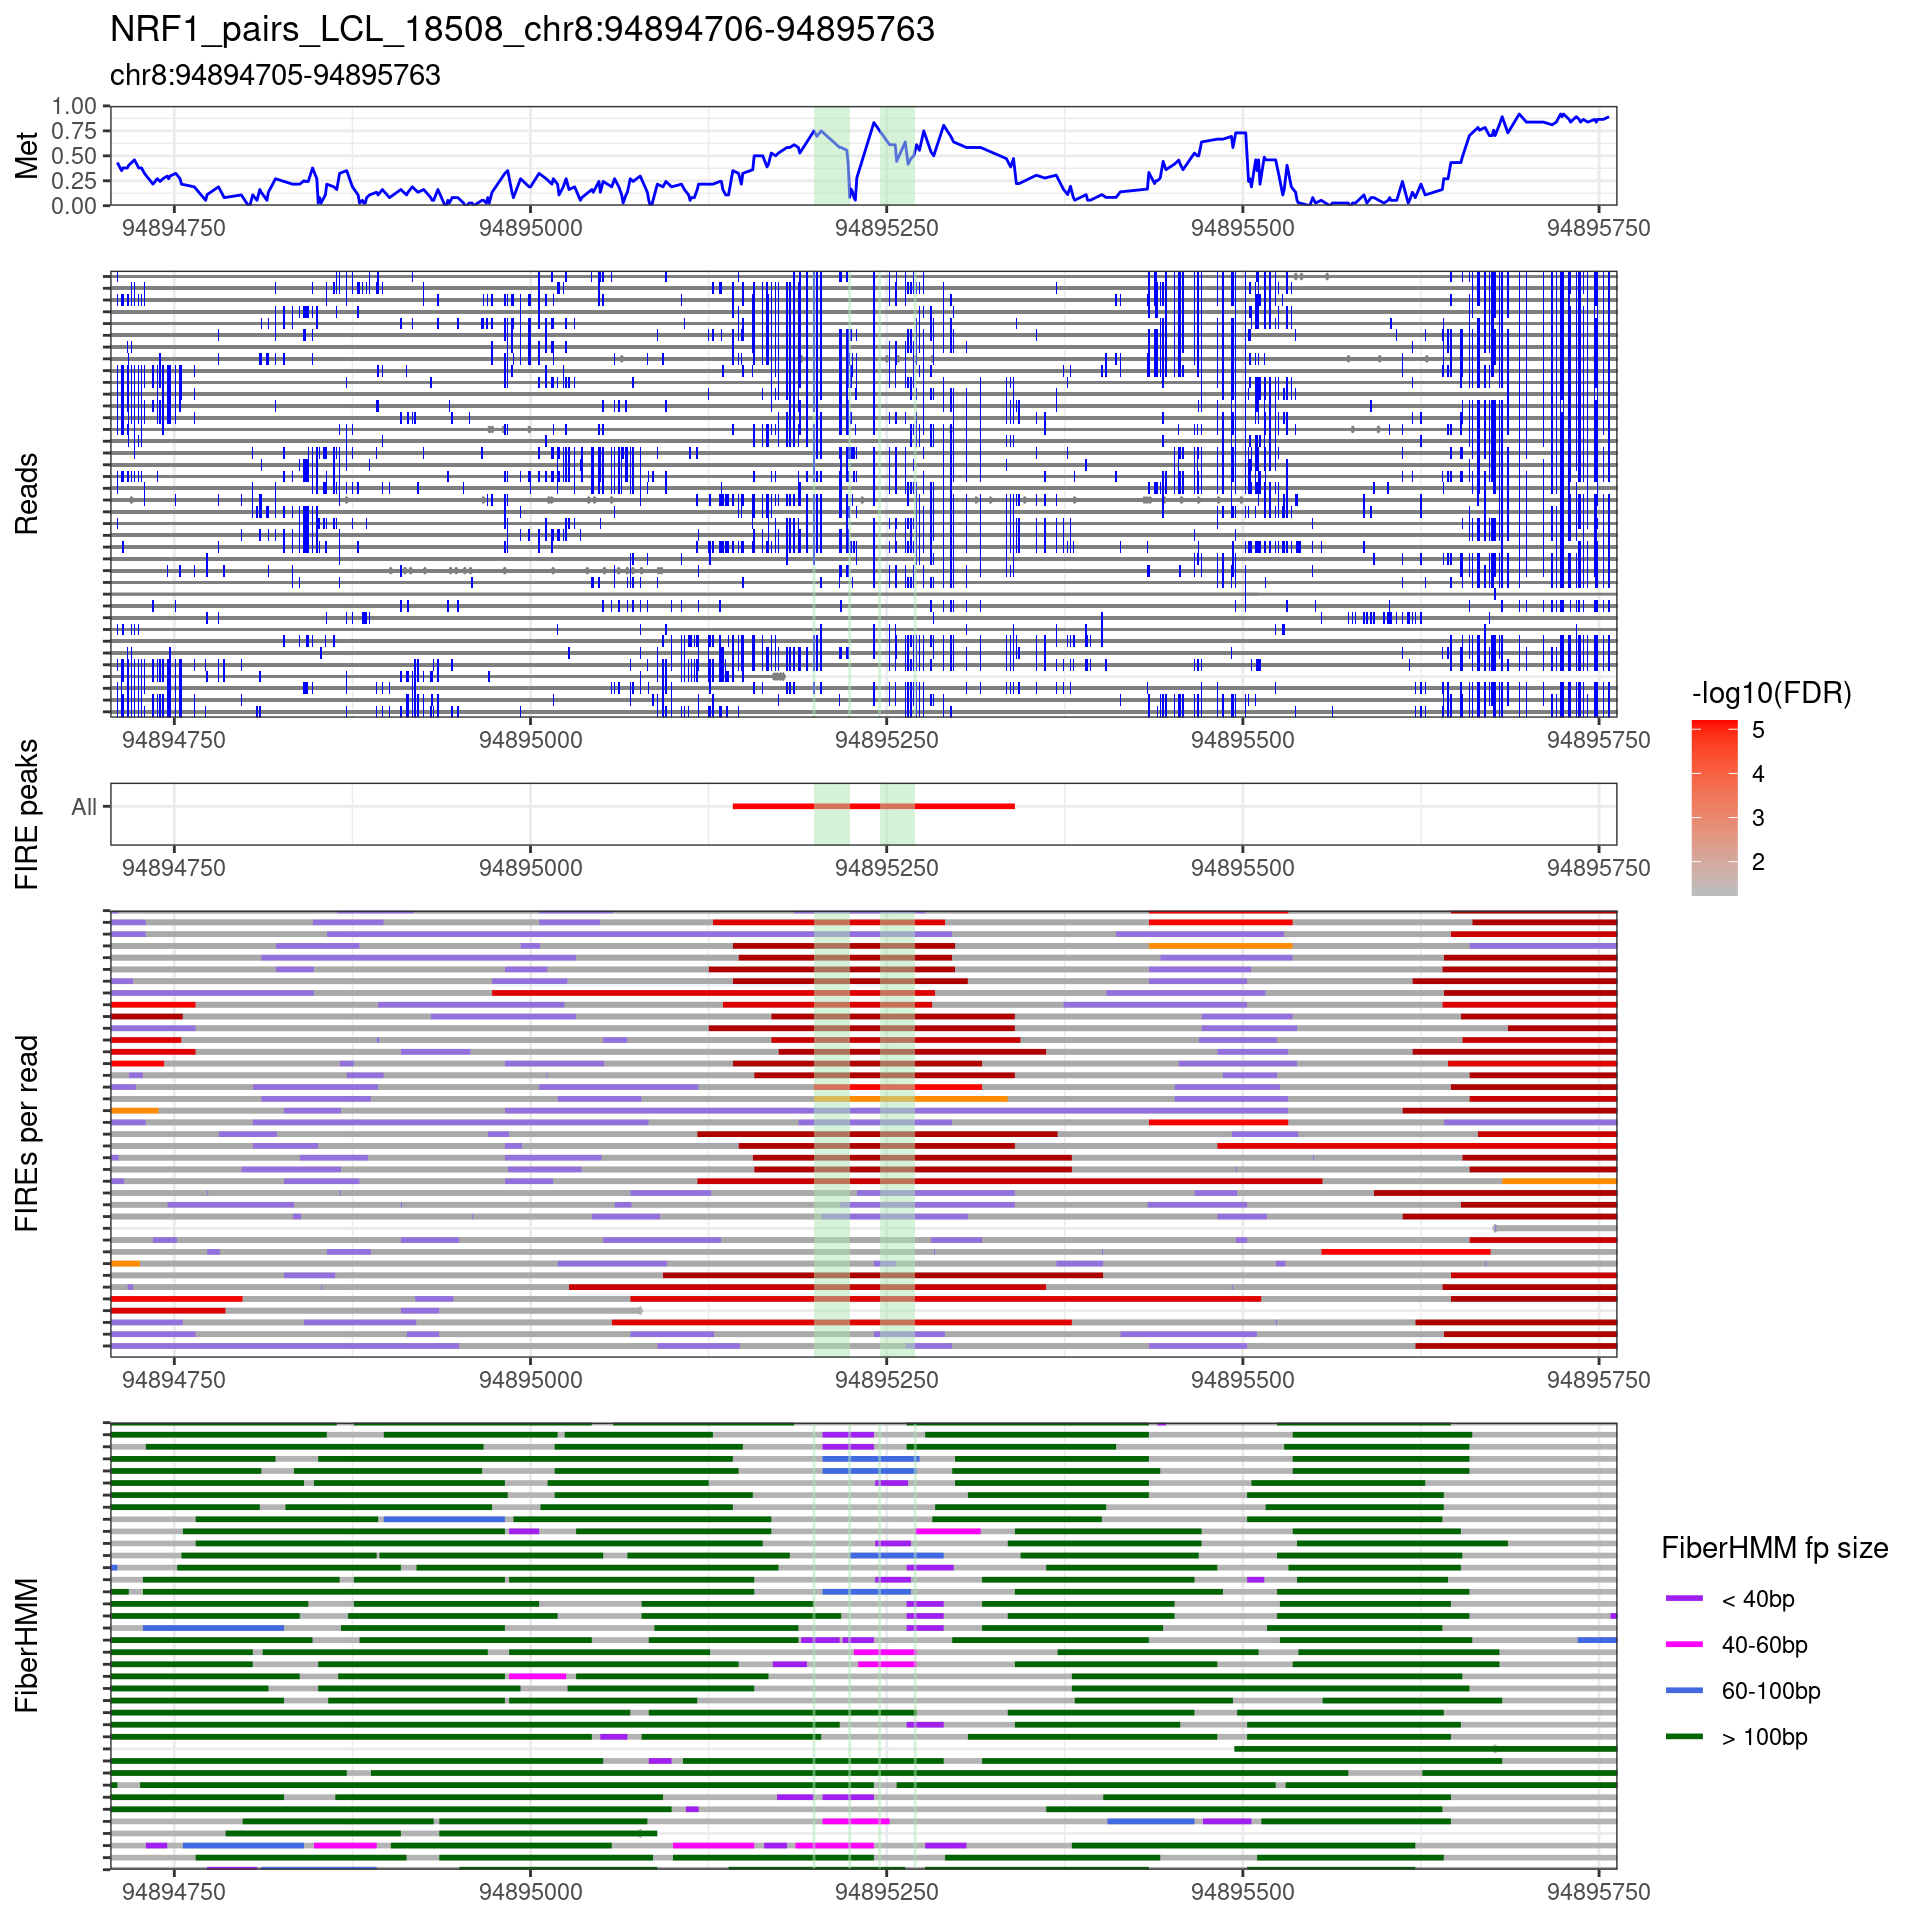 NRF1_pairs_LCL_18508_chr8:94894706-94895763
chr8:94894705-94895763
Met
1.00
0.75
0.50
0.25
0.00
94894750 94895000 94895250 94895500 94895750
Reads
94894750 94895000 94895250 94895500 94895750
FIRE peaks
All
94894750 94895000 94895250 94895500 94895750
-log10(FDR)
5
4
3
2
FIREs per read
94894750 94895000 94895250 94895500 94895750
FiberHMM
94894750 94895000 94895250 94895500 94895750
FiberHMM fp size
< 40bp
40-60bp
60-100bp
> 100bp